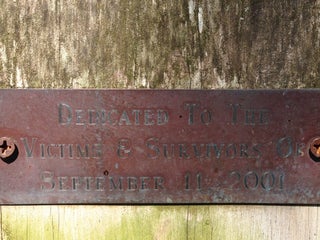 Dedicated To The
Victims & Survivors Of
September 11, 2001